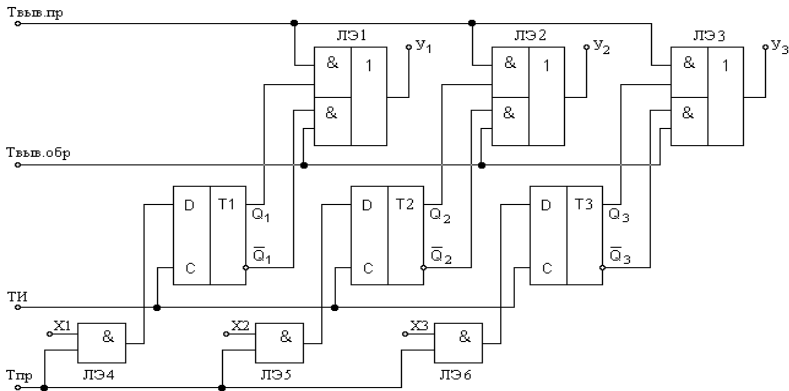 Твыв.пр
ЛЭ1 ЛЭ2 ЛЭ3
У1 У2 У3
& 1 & 1 & 1
& & &
Твыв.обр
D T1 D T2 D T3
Q1 Q2 Q3
C Q̅1 C Q̅2 C Q̅3
ТИ
X1 & X2 & X3 &
ЛЭ4 ЛЭ5 ЛЭ6
Тпр